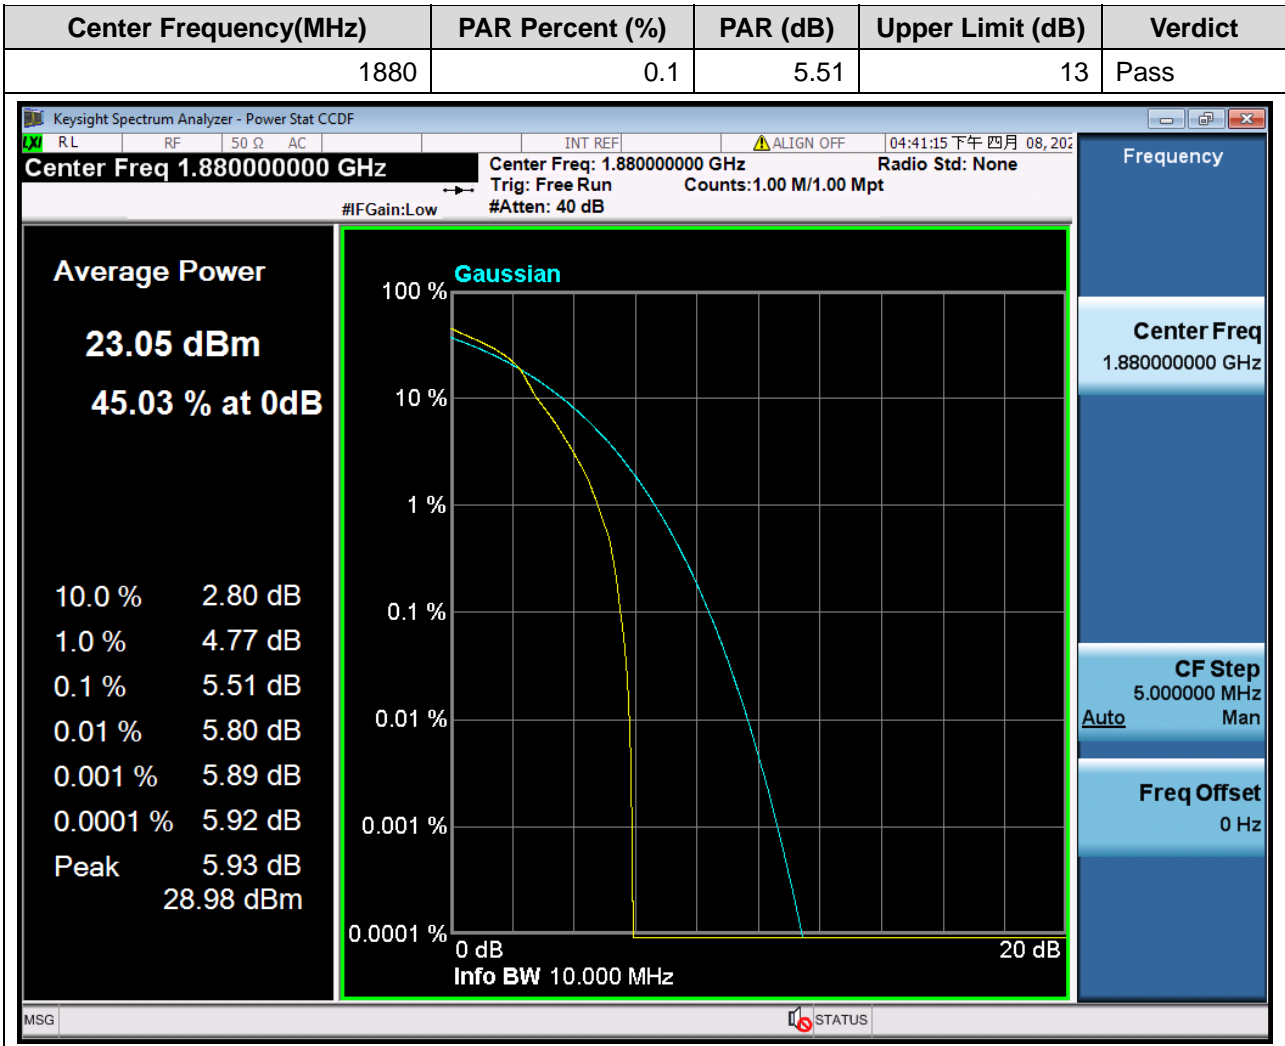 Center Frequency(MHz) PAR Percent (%) PAR (dB) Upper Limit (dB) Verdict
1880 0.1 5.51 13 Pass
Keysight Spectrum Analyzer - Power Stat CCDF
LXI RL RF 50 Ω AC INT REF ALIGN OFF 04:41:15 下午 四月 08, 202
Center Freq 1.880000000 GHz
Center Freq: 1.880000000 GHz Radio Std: None
Trig: Free Run Counts:1.00 M/1.00 Mpt
#IFGain:Low #Atten: 40 dB
Average Power
23.05 dBm
45.03 % at 0dB
10.0 % 2.80 dB
1.0 % 4.77 dB
0.1 % 5.51 dB
0.01 % 5.80 dB
0.001 % 5.89 dB
0.0001 % 5.92 dB
Peak 5.93 dB
28.98 dBm
Gaussian
100 %
10 %
1 %
0.1 %
0.01 %
0.001 %
0.0001 %
0 dB 20 dB
Info BW 10.000 MHz
Frequency
Center Freq
1.880000000 GHz
CF Step
5.000000 MHz
Auto Man
Freq Offset
0 Hz
MSG STATUS